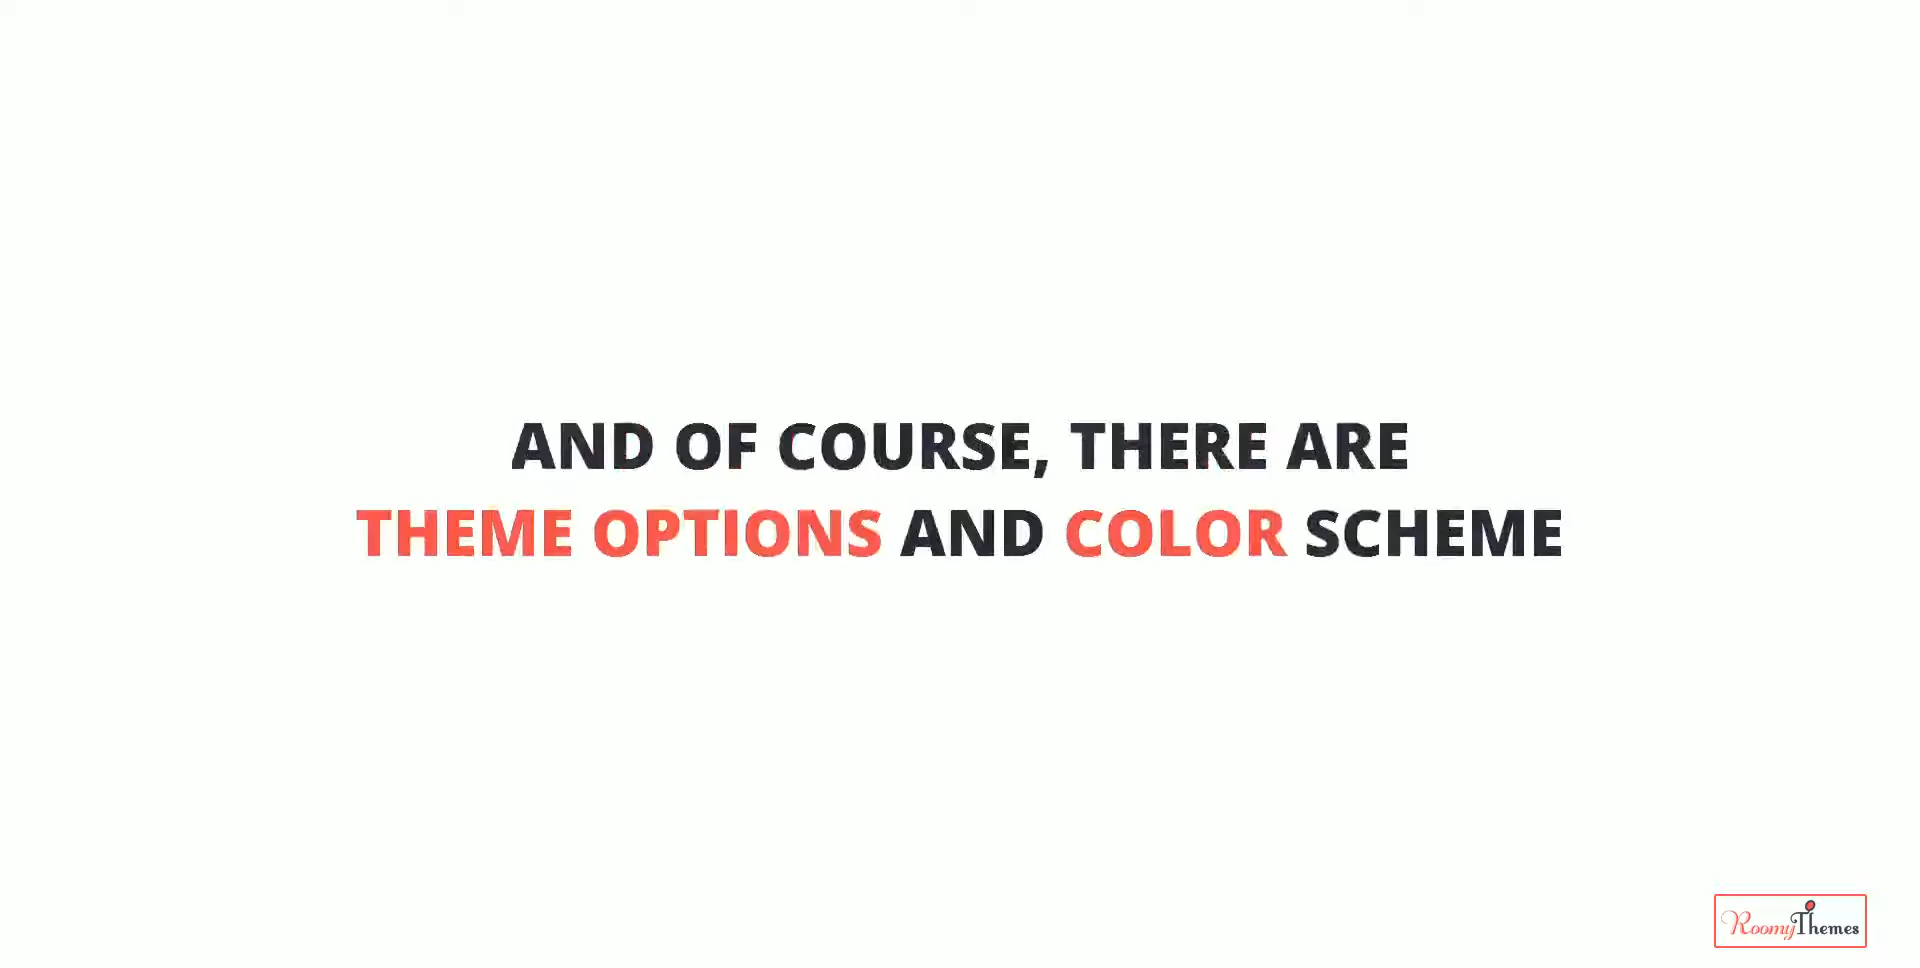 AND OF COURSE, THERE ARE
THEME OPTIONS AND COLOR SCHEME
RoomyThemes